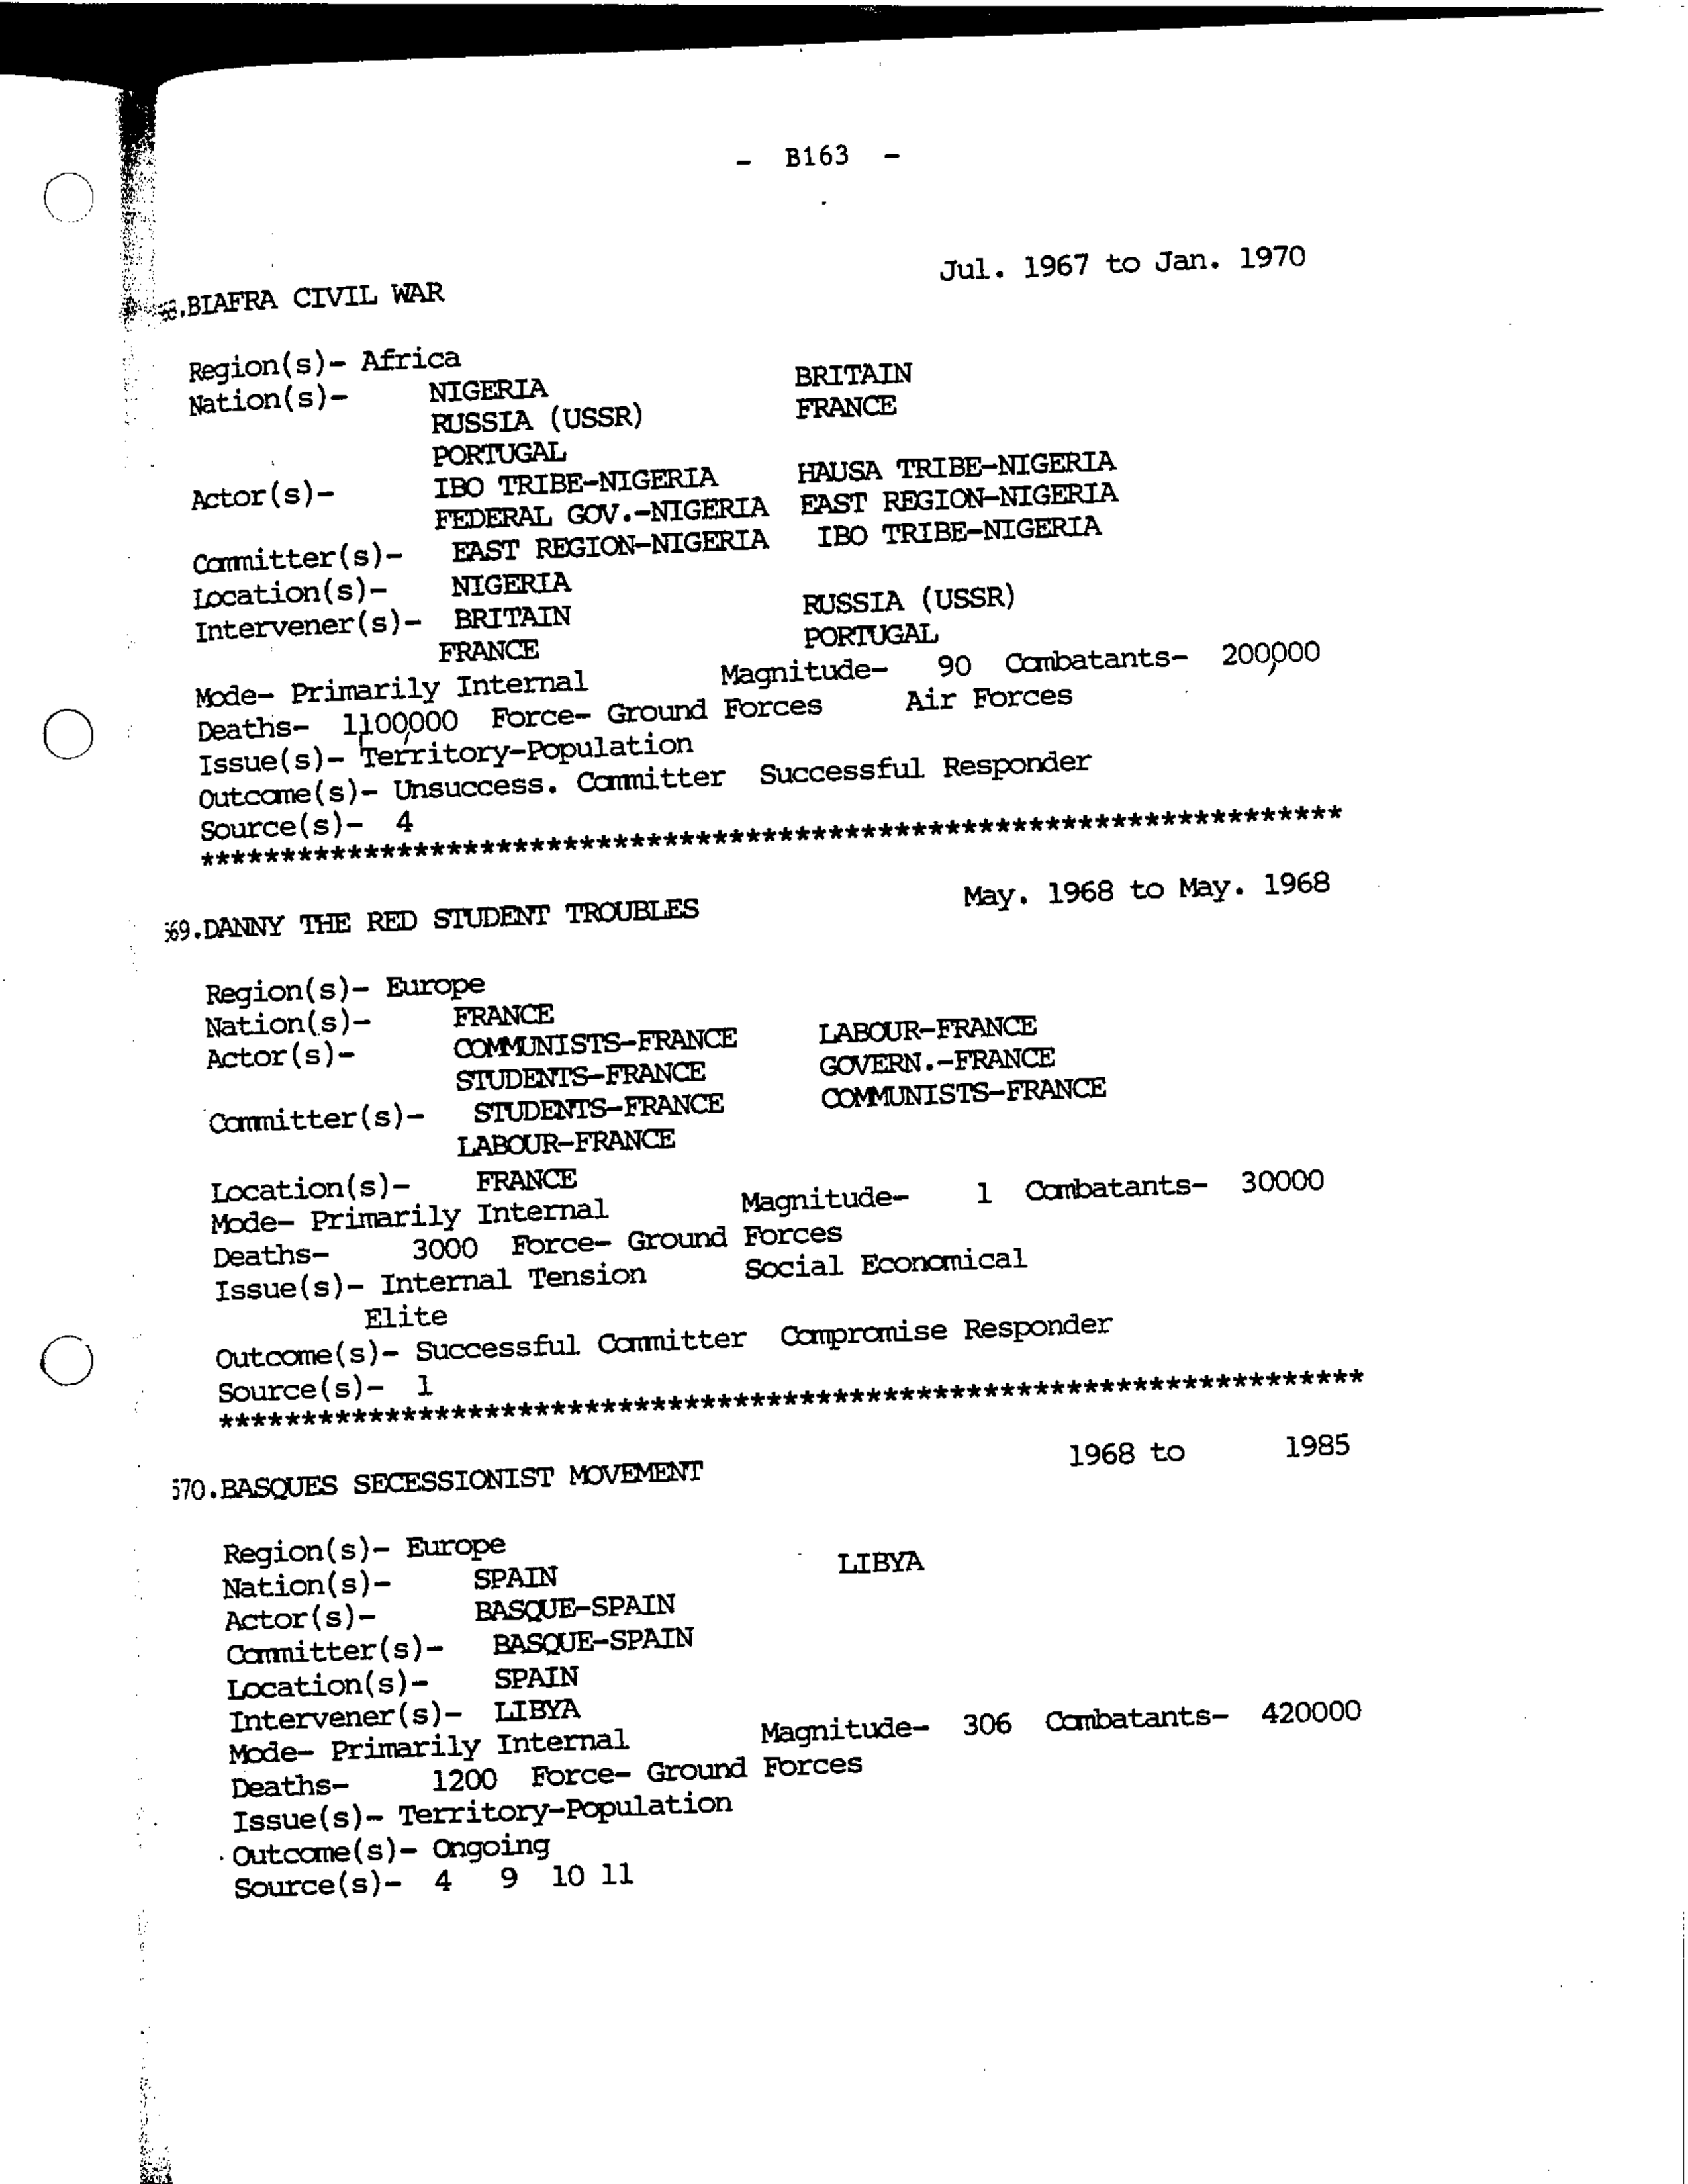 - B163 -
.BIAFRA CIVIL WAR Jul. 1967 to Jan. 1970
Region(s)- Africa
Nation(s)- NIGERIA BRITAIN
RUSSIA (USSR) FRANCE
PORTUGAL
Actor(s)- IBO TRIBE-NIGERIA HAUSA TRIBE-NIGERIA
FEDERAL GOV.-NIGERIA EAST REGION-NIGERIA
Committer(s)- EAST REGION-NIGERIA IBO TRIBE-NIGERIA
Location(s)- NIGERIA
Intervener(s)- BRITAIN RUSSIA (USSR)
FRANCE PORTUGAL
Mode- Primarily Internal Magnitude- 90 Combatants- 200,000
Deaths- 1,100,000 Force- Ground Forces Air Forces
Issue(s)- Territory-Population
Outcome(s)- Unsuccess. Committer Successful Responder
Source(s)- 4
*********************************************************************
69.DANNY THE RED STUDENT TROUBLES May. 1968 to May. 1968
Region(s)- Europe
Nation(s)- FRANCE
Actor(s)- COMMUNISTS-FRANCE LABOUR-FRANCE
STUDENTS-FRANCE GOVERN.-FRANCE
Committer(s)- STUDENTS-FRANCE COMMUNISTS-FRANCE
LABOUR-FRANCE
Location(s)- FRANCE
Mode- Primarily Internal Magnitude- 1 Combatants- 30000
Deaths- 3000 Force- Ground Forces
Issue(s)- Internal Tension Social Economical
Elite
Outcome(s)- Successful Committer Compromise Responder
Source(s)- 1
*********************************************************************
570.BASQUES SECESSIONIST MOVEMENT 1968 to 1985
Region(s)- Europe
Nation(s)- SPAIN LIBYA
Actor(s)- BASQUE-SPAIN
Committer(s)- BASQUE-SPAIN
Location(s)- SPAIN
Intervener(s)- LIBYA
Mode- Primarily Internal Magnitude- 306 Combatants- 420000
Deaths- 1200 Force- Ground Forces
Issue(s)- Territory-Population
Outcome(s)- Ongoing
Source(s)- 4 9 10 11